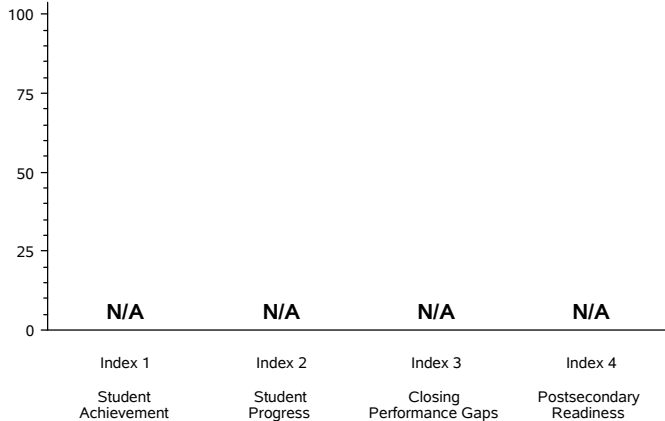 100
75
50
25
0
N/A N/A N/A N/A
Index 1 Index 2 Index 3 Index 4
Student Student Closing Postsecondary
Achievement Progress Performance Gaps Readiness